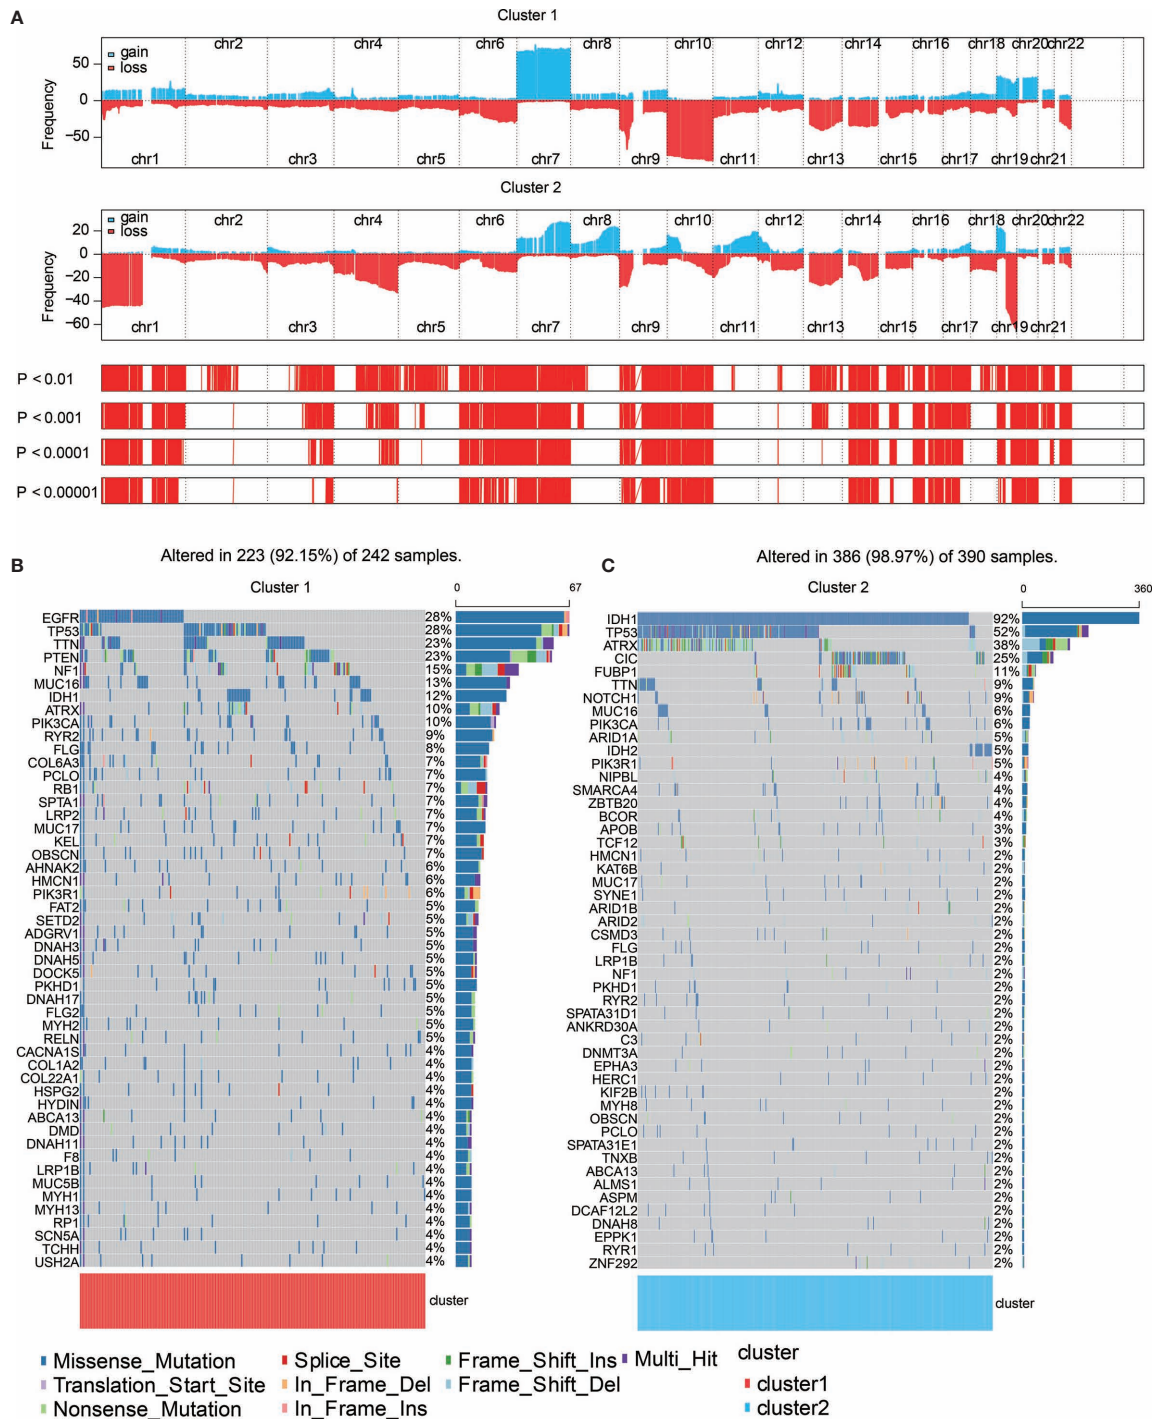 A
Cluster 1
chr2 chr4 chr6 chr8 chr10 chr12 chr14 chr16 chr18 chr20 chr22
gain
loss
50
0
−50
Frequency
chr1 chr3 chr5 chr7 chr9 chr11 chr13 chr15 chr17 chr19 chr21
Cluster 2
chr2 chr4 chr6 chr8 chr10 chr12 chr14 chr16 chr18 chr20 chr22
gain
loss
20
0
−20
−40
−60
Frequency
chr1 chr3 chr5 chr7 chr9 chr11 chr13 chr15 chr17 chr19 chr21
P < 0.01
P < 0.001
P < 0.0001
P < 0.00001
B
Altered in 223 (92.15%) of 242 samples.
Cluster 1
0 67
EGFR 28%
TP53 28%
TTN 23%
PTEN 23%
NF1 15%
MUC16 13%
IDH1 12%
ATRX 10%
PIK3CA 10%
RYR2 9%
FLG 8%
COL6A3 7%
PCLO 7%
RB1 7%
SPTA1 7%
LRP2 7%
MUC17 7%
KEL 7%
OBSCN 7%
AHNAK2 6%
HMCN1 6%
PIK3R1 6%
FAT2 5%
SETD2 5%
ADGRV1 5%
DNAH3 5%
DNAH5 5%
DOCK5 5%
PKHD1 5%
DNAH17 5%
FLG2 5%
MYH2 5%
RELN 5%
CACNA1S 4%
COL1A2 4%
COL22A1 4%
HSPG2 4%
HYDIN 4%
ABCA13 4%
DMD 4%
DNAH11 4%
F8 4%
LRP1B 4%
MUC5B 4%
MYH1 4%
MYH13 4%
RP1 4%
SCN5A 4%
TCHH 4%
USH2A 4%
cluster
C
Altered in 386 (98.97%) of 390 samples.
Cluster 2
0 360
IDH1 92%
TP53 52%
ATRX 38%
CIC 25%
FUBP1 11%
TTN 9%
NOTCH1 9%
MUC16 6%
PIK3CA 6%
ARID1A 5%
IDH2 5%
PIK3R1 5%
NIPBL 4%
SMARCA4 4%
ZBTB20 4%
BCOR 4%
APOB 3%
TCF12 3%
HMCN1 2%
KAT6B 2%
MUC17 2%
SYNE1 2%
ARID1B 2%
ARID2 2%
CSMD3 2%
FLG 2%
LRP1B 2%
NF1 2%
PKHD1 2%
RYR2 2%
SPATA31D1 2%
ANKRD30A 2%
C3 2%
DNMT3A 2%
EPHA3 2%
HERC1 2%
KIF2B 2%
MYH8 2%
OBSCN 2%
PCLO 2%
SPATA31E1 2%
TNXB 2%
ABCA13 2%
ALMS1 2%
ASPM 2%
DCAF12L2 2%
DNAH8 2%
EPPK1 2%
RYR1 2%
ZNF292 2%
cluster
Missense_Mutation Splice_Site Frame_Shift_Ins Multi_Hit
Translation_Start_Site In_Frame_Del Frame_Shift_Del
Nonsense_Mutation In_Frame_Ins
cluster
cluster1
cluster2